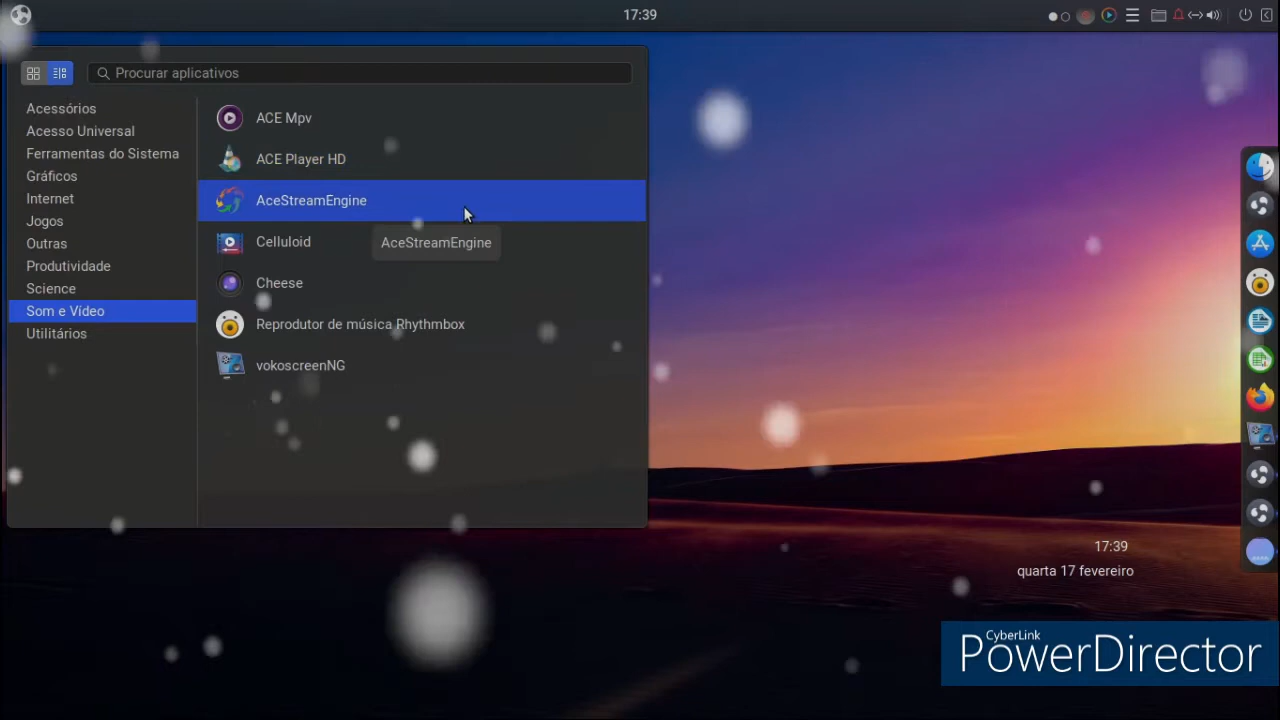 17:39
Procurar aplicativos
Acessórios
Acesso Universal
Ferramentas do Sistema
Gráficos
Internet
Jogos
Outras
Produtividade
Science
Som e Vídeo
Utilitários
ACE Mpv
ACE Player HD
AceStreamEngine
Celluloid
AceStreamEngine
Cheese
Reprodutor de música Rhythmbox
vokoscreenNG
17:39
quarta 17 fevereiro
CyberLink
PowerDirector